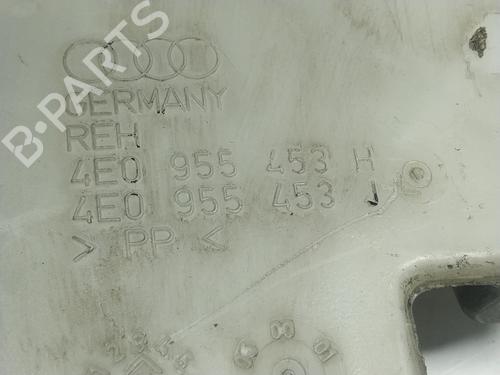 B-PARTS
GERMANY
REH
4E0 955 453 H
4E0 955 453 J
> PP <